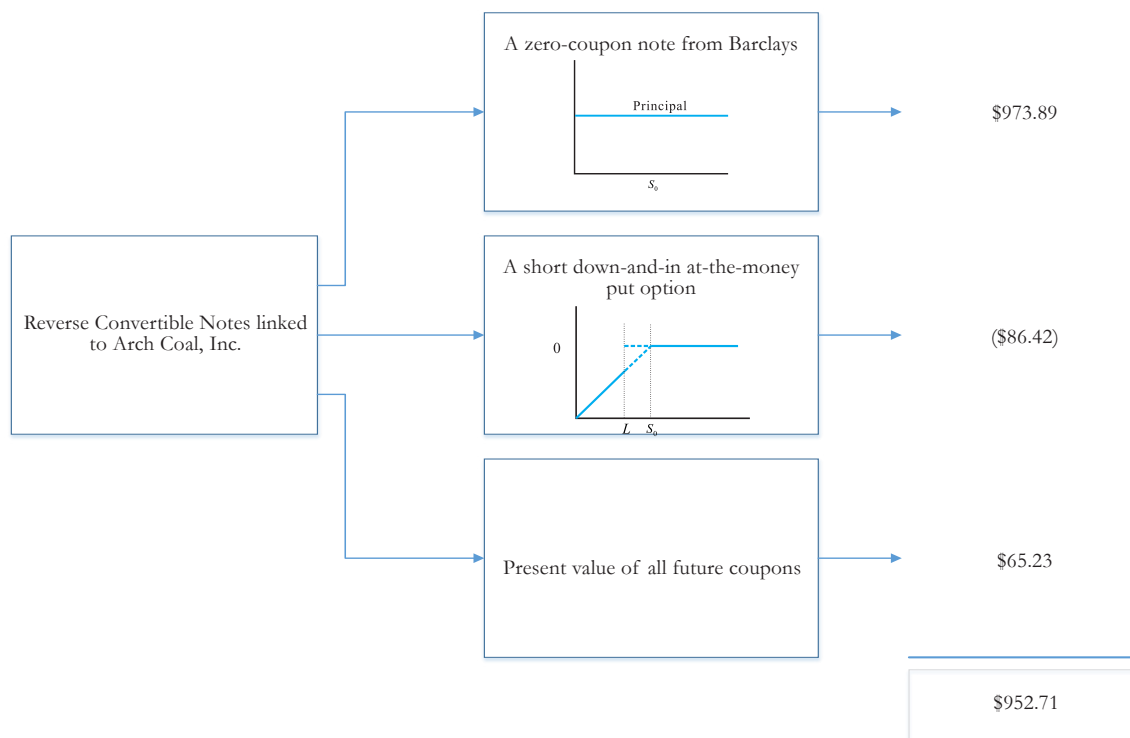 A zero-coupon note from Barclays
Principal
S₀
$973.89
Reverse Convertible Notes linked
to Arch Coal, Inc.
A short down-and-in at-the-money
put option
0
L S₀
($86.42)
Present value of all future coupons
$65.23
$952.71